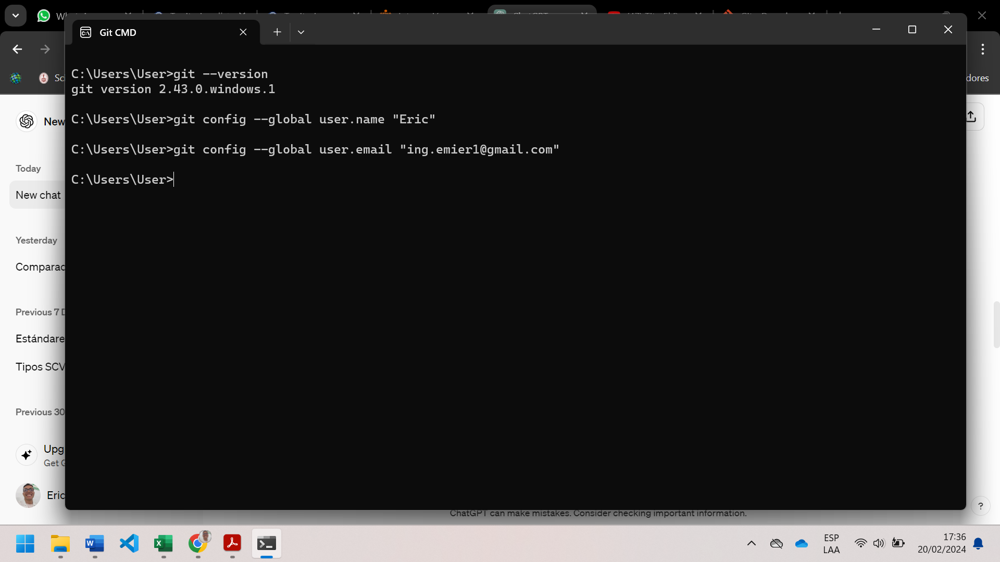 Git CMD
C:\Users\User>git --version
git version 2.43.0.windows.1
C:\Users\User>git config --global user.name "Eric"
C:\Users\User>git config --global user.email "ing.emier1@gmail.com"
C:\Users\User>
Sc
dores
New
Today
New chat
Yesterday
Comparac
Previous 7 D
Estándare
Tipos SCV
Previous 30
Upg
Get G
Eric
ChatGPT can make mistakes. Consider checking important information.
?
ESP
LAA
17:36
20/02/2024